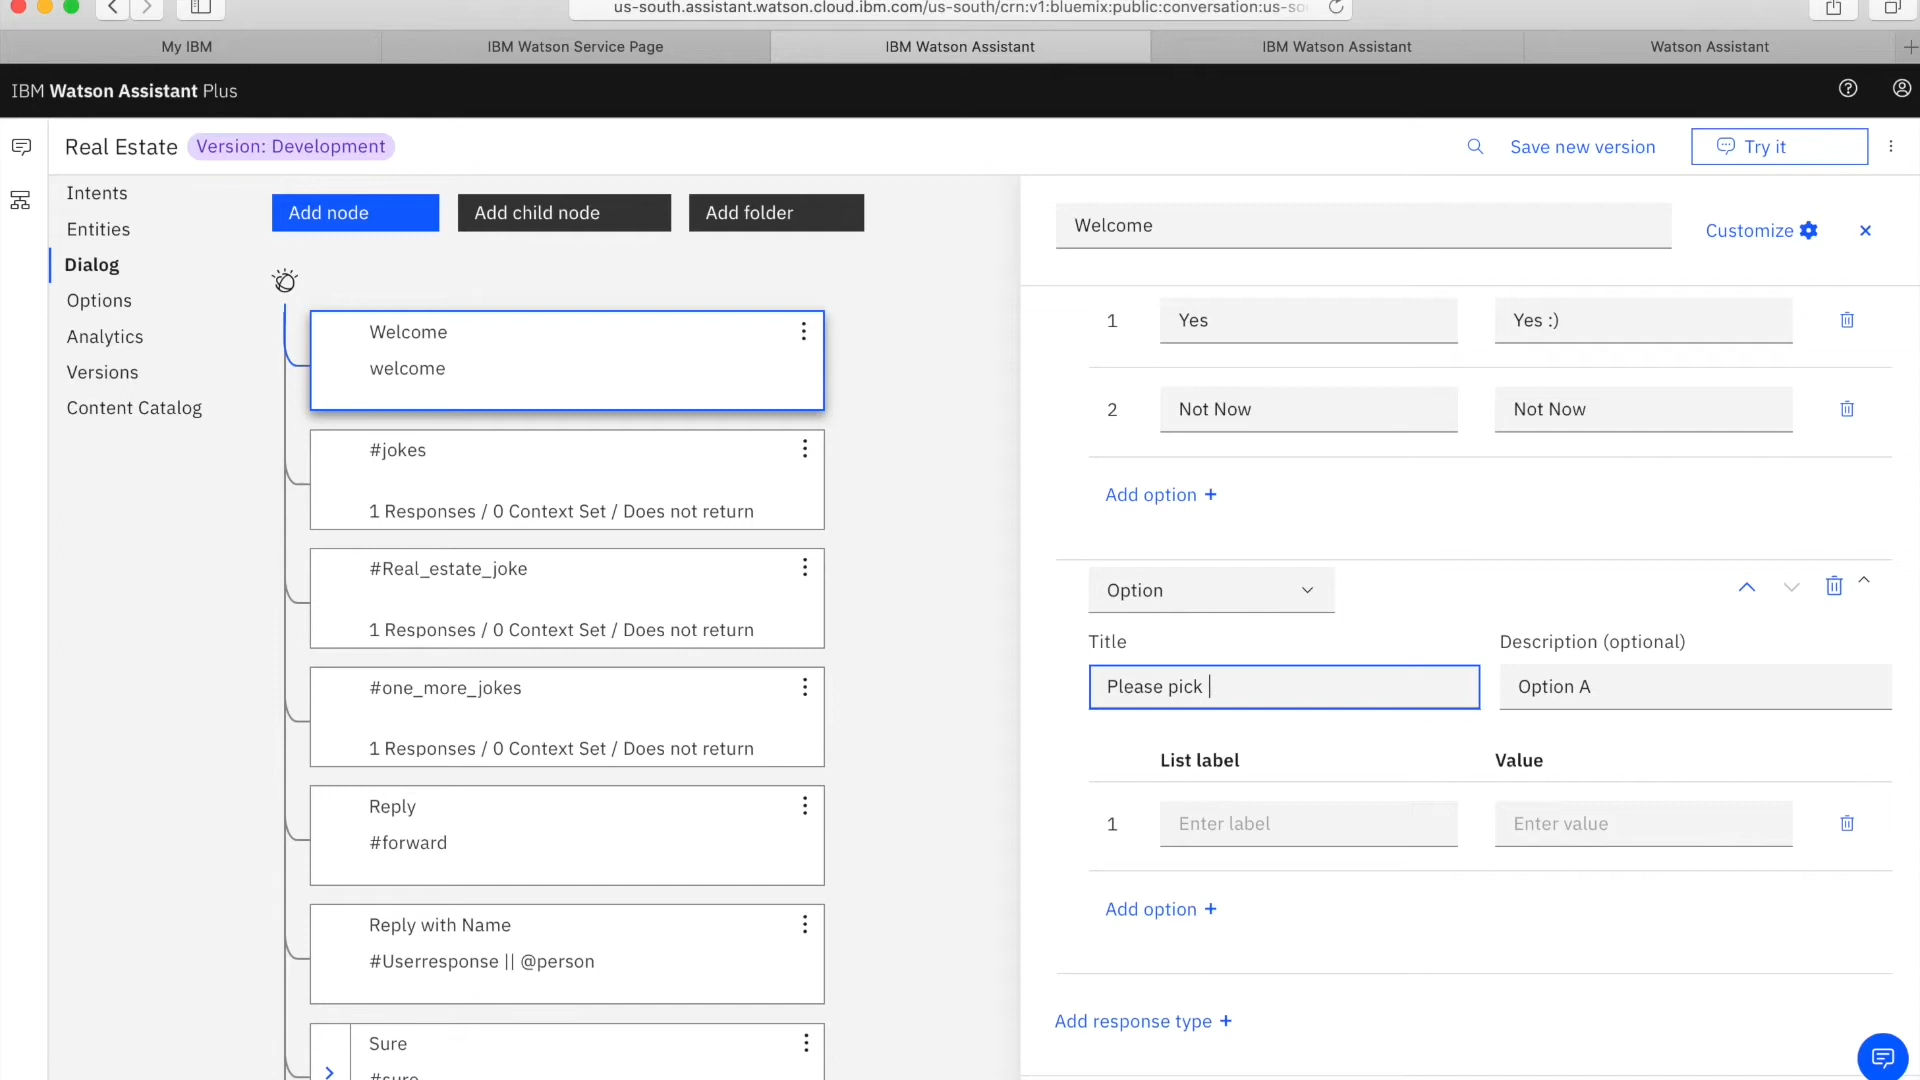 us-south.assistant.watson.cloud.ibm.com/us-south/crn:v1:bluemix:public:conversation:us-so
My IBM
IBM Watson Service Page
IBM Watson Assistant
IBM Watson Assistant
Watson Assistant
IBM Watson Assistant Plus
Real Estate
Version: Development
Save new version
Try it
Intents
Entities
Dialog
Options
Analytics
Versions
Content Catalog
Add node
Add child node
Add folder
Welcome
welcome
#jokes
1 Responses / 0 Context Set / Does not return
#Real_estate_joke
1 Responses / 0 Context Set / Does not return
#one_more_jokes
1 Responses / 0 Context Set / Does not return
Reply
#forward
Reply with Name
#Userresponse || @person
Sure
#sure
Welcome
Customize
1 Yes Yes :)
2 Not Now Not Now
Add option +
Option
Title
Description (optional)
Please pick
Option A
List label
Value
1 Enter label Enter value
Add option +
Add response type +